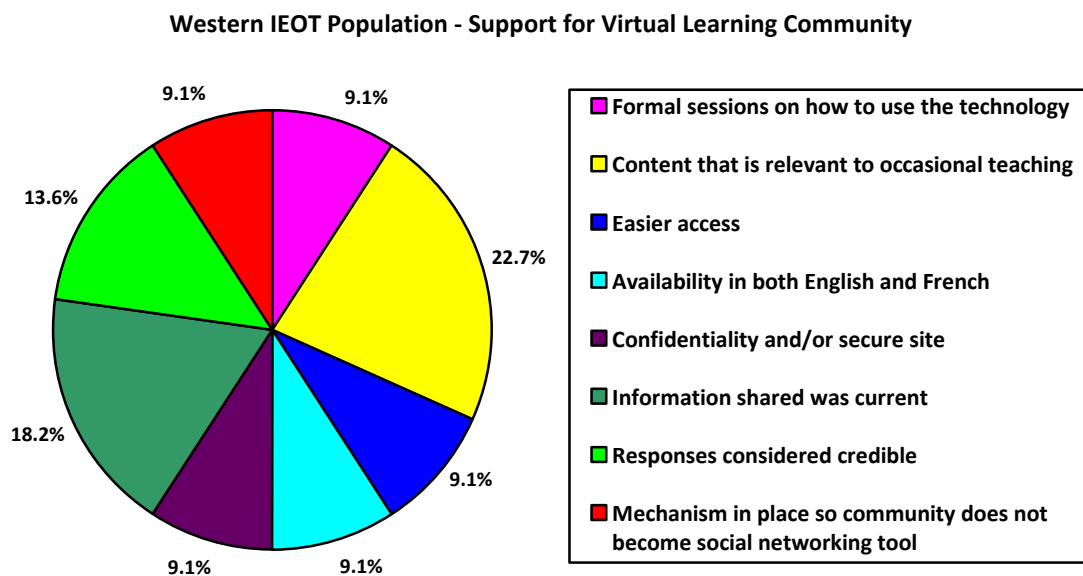 Western IEOT Population - Support for Virtual Learning Community
9.1%
9.1%
13.6%
22.7%
18.2%
9.1%
9.1%
9.1%
Formal sessions on how to use the technology
Content that is relevant to occasional teaching
Easier access
Availability in both English and French
Confidentiality and/or secure site
Information shared was current
Responses considered credible
Mechanism in place so community does not
become social networking tool